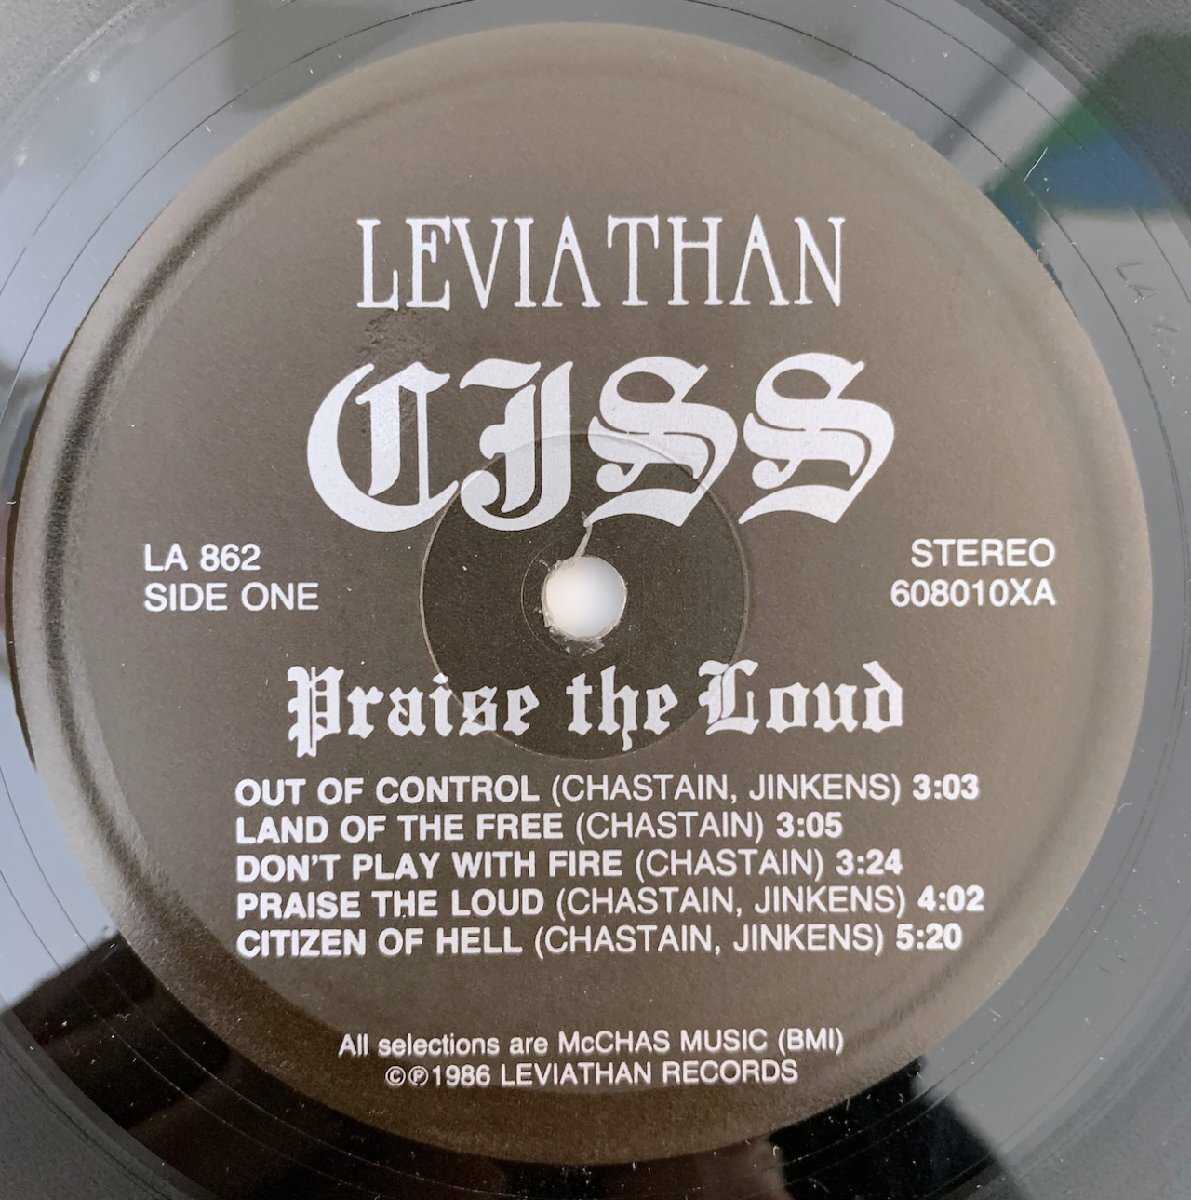 LEVIATHAN
CJSS
LA 862
SIDE ONE
STEREO
608010XA
Praise the Loud
OUT OF CONTROL (CHASTAIN, JINKENS) 3:03
LAND OF THE FREE (CHASTAIN) 3:05
DON'T PLAY WITH FIRE (CHASTAIN) 3:24
PRAISE THE LOUD (CHASTAIN, JINKENS) 4:02
CITIZEN OF HELL (CHASTAIN, JINKENS) 5:20
All selections are McCHAS MUSIC (BMI)
©℗1986 LEVIATHAN RECORDS
LA